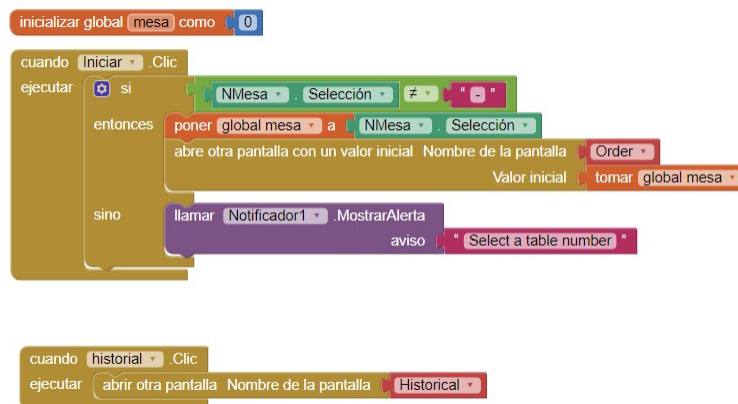 inicializar global mesa como 0
cuando Iniciar .Clic
ejecutar si NMesa . Selección ≠ " - "
entonces poner global mesa a NMesa . Selección
abre otra pantalla con un valor inicial Nombre de la pantalla Order
Valor inicial tomar global mesa
sino llamar Notificador1 .MostrarAlerta
aviso " Select a table number "
cuando historial .Clic
ejecutar abrir otra pantalla Nombre de la pantalla Historical